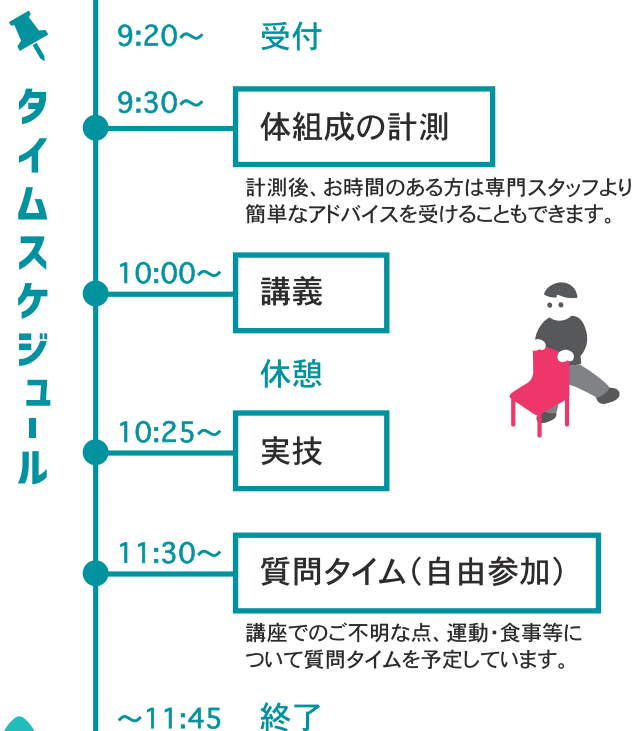 タイムスケジュール
9:20〜 受付
9:30〜 体組成の計測
計測後、お時間のある方は専門スタッフより
簡単なアドバイスを受けることもできます。
10:00〜 講義
休憩
10:25〜 実技
11:30〜 質問タイム（自由参加）
講座でのご不明な点、運動・食事等に
ついて質問タイムを予定しています。
〜11:45 終了